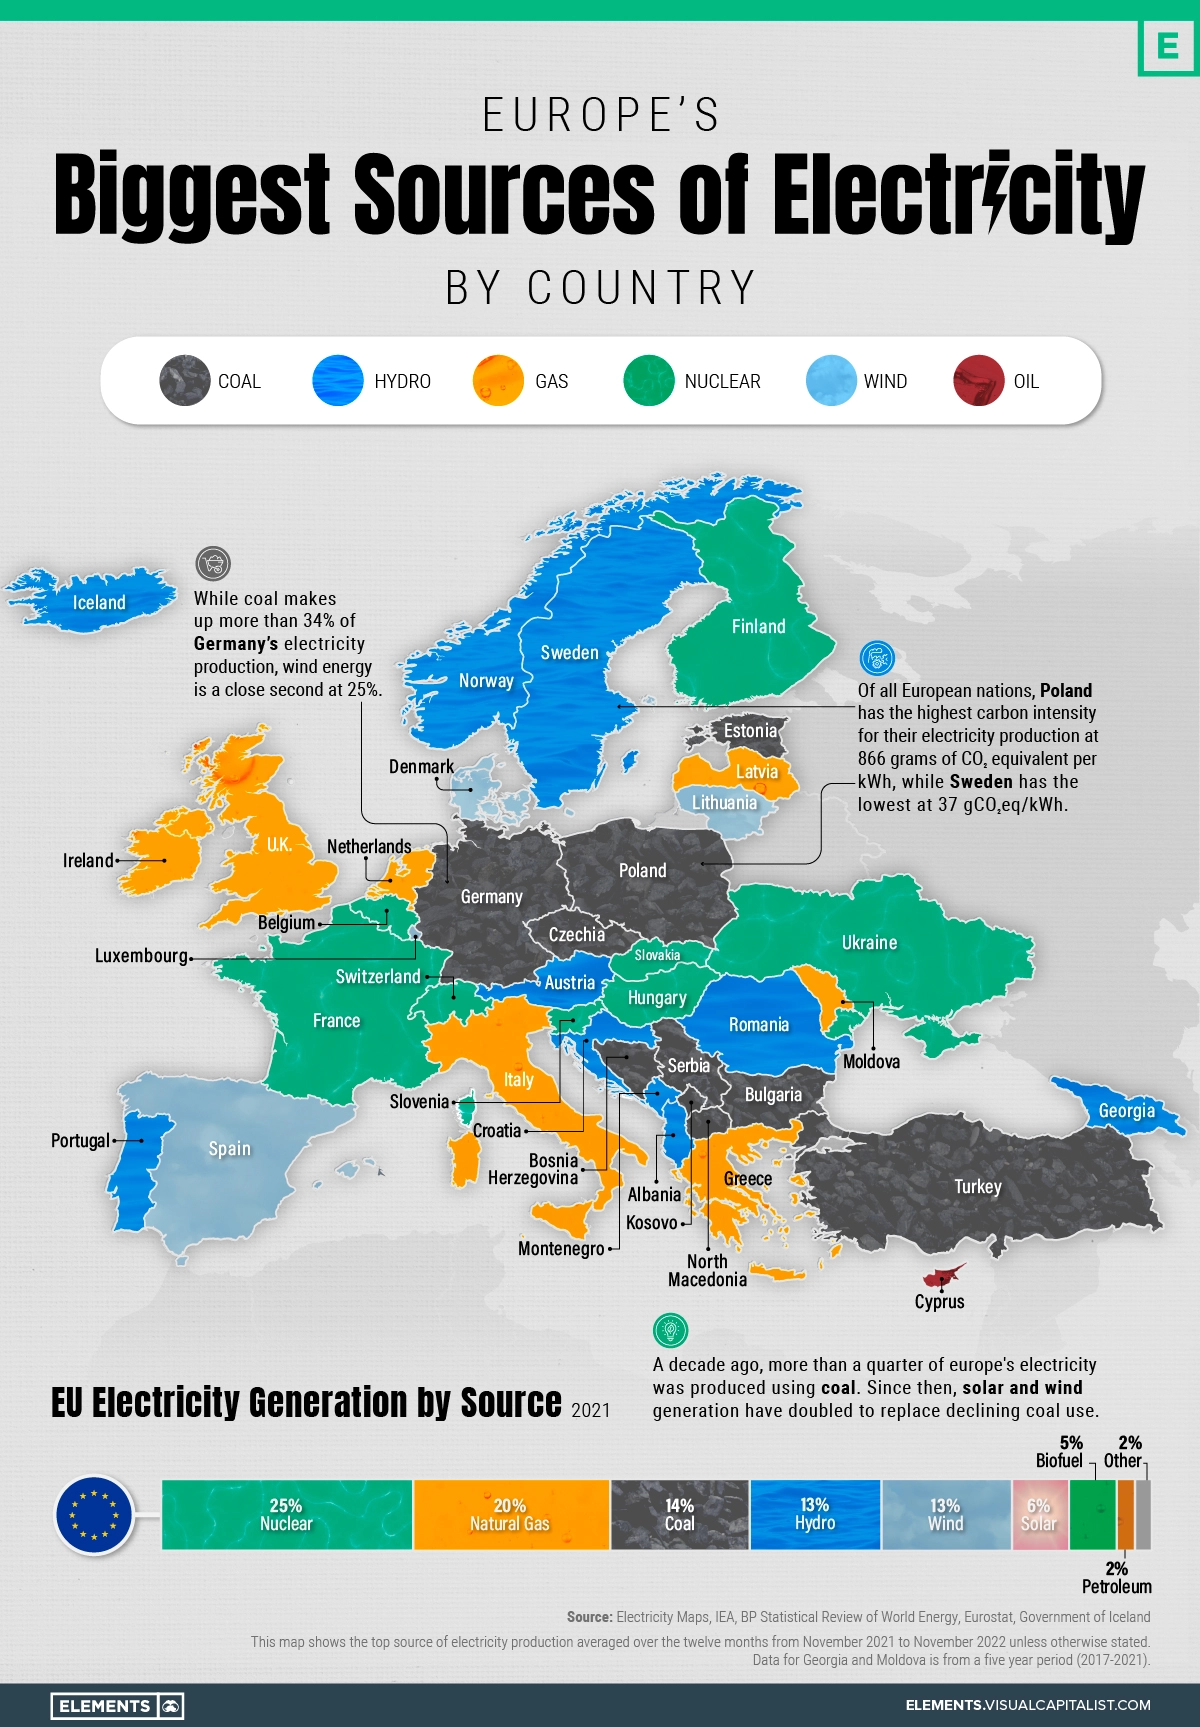 E
EUROPE'S
Biggest Sources of Electricity
BY COUNTRY
COAL
HYDRO
GAS
NUCLEAR
WIND
OIL
Iceland
While coal makes
up more than 34% of
Germany's electricity
production, wind energy
is a close second at 25%.
Finland
Sweden
Norway
Of all European nations, Poland
has the highest carbon intensity
for their electricity production at
866 grams of CO₂ equivalent per
kWh, while Sweden has the
lowest at 37 gCO₂eq/kWh.
Estonia
Denmark
Latvia
Lithuania
U.K.
Netherlands
Ireland
Poland
Germany
Belgium
Czechia
Ukraine
Luxembourg
Slovakia
Switzerland
Austria
Hungary
France
Romania
Moldova
Serbia
Italy
Bulgaria
Slovenia
Georgia
Croatia
Portugal
Spain
Bosnia
Herzegovina
Greece
Turkey
Albania
Kosovo
Montenegro
North
Macedonia
Cyprus
A decade ago, more than a quarter of europe's electricity
was produced using coal. Since then, solar and wind
generation have doubled to replace declining coal use.
EU Electricity Generation by Source 2021
25%
Nuclear
20%
Natural Gas
14%
Coal
13%
Hydro
13%
Wind
6%
Solar
5%
Biofuel
2%
Other
2%
Petroleum
Source: Electricity Maps, IEA, BP Statistical Review of World Energy, Eurostat, Government of Iceland
This map shows the top source of electricity production averaged over the twelve months from November 2021 to November 2022 unless otherwise stated.
Data for Georgia and Moldova is from a five year period (2017-2021).
ELEMENTS
ELEMENTS.VISUALCAPITALIST.COM